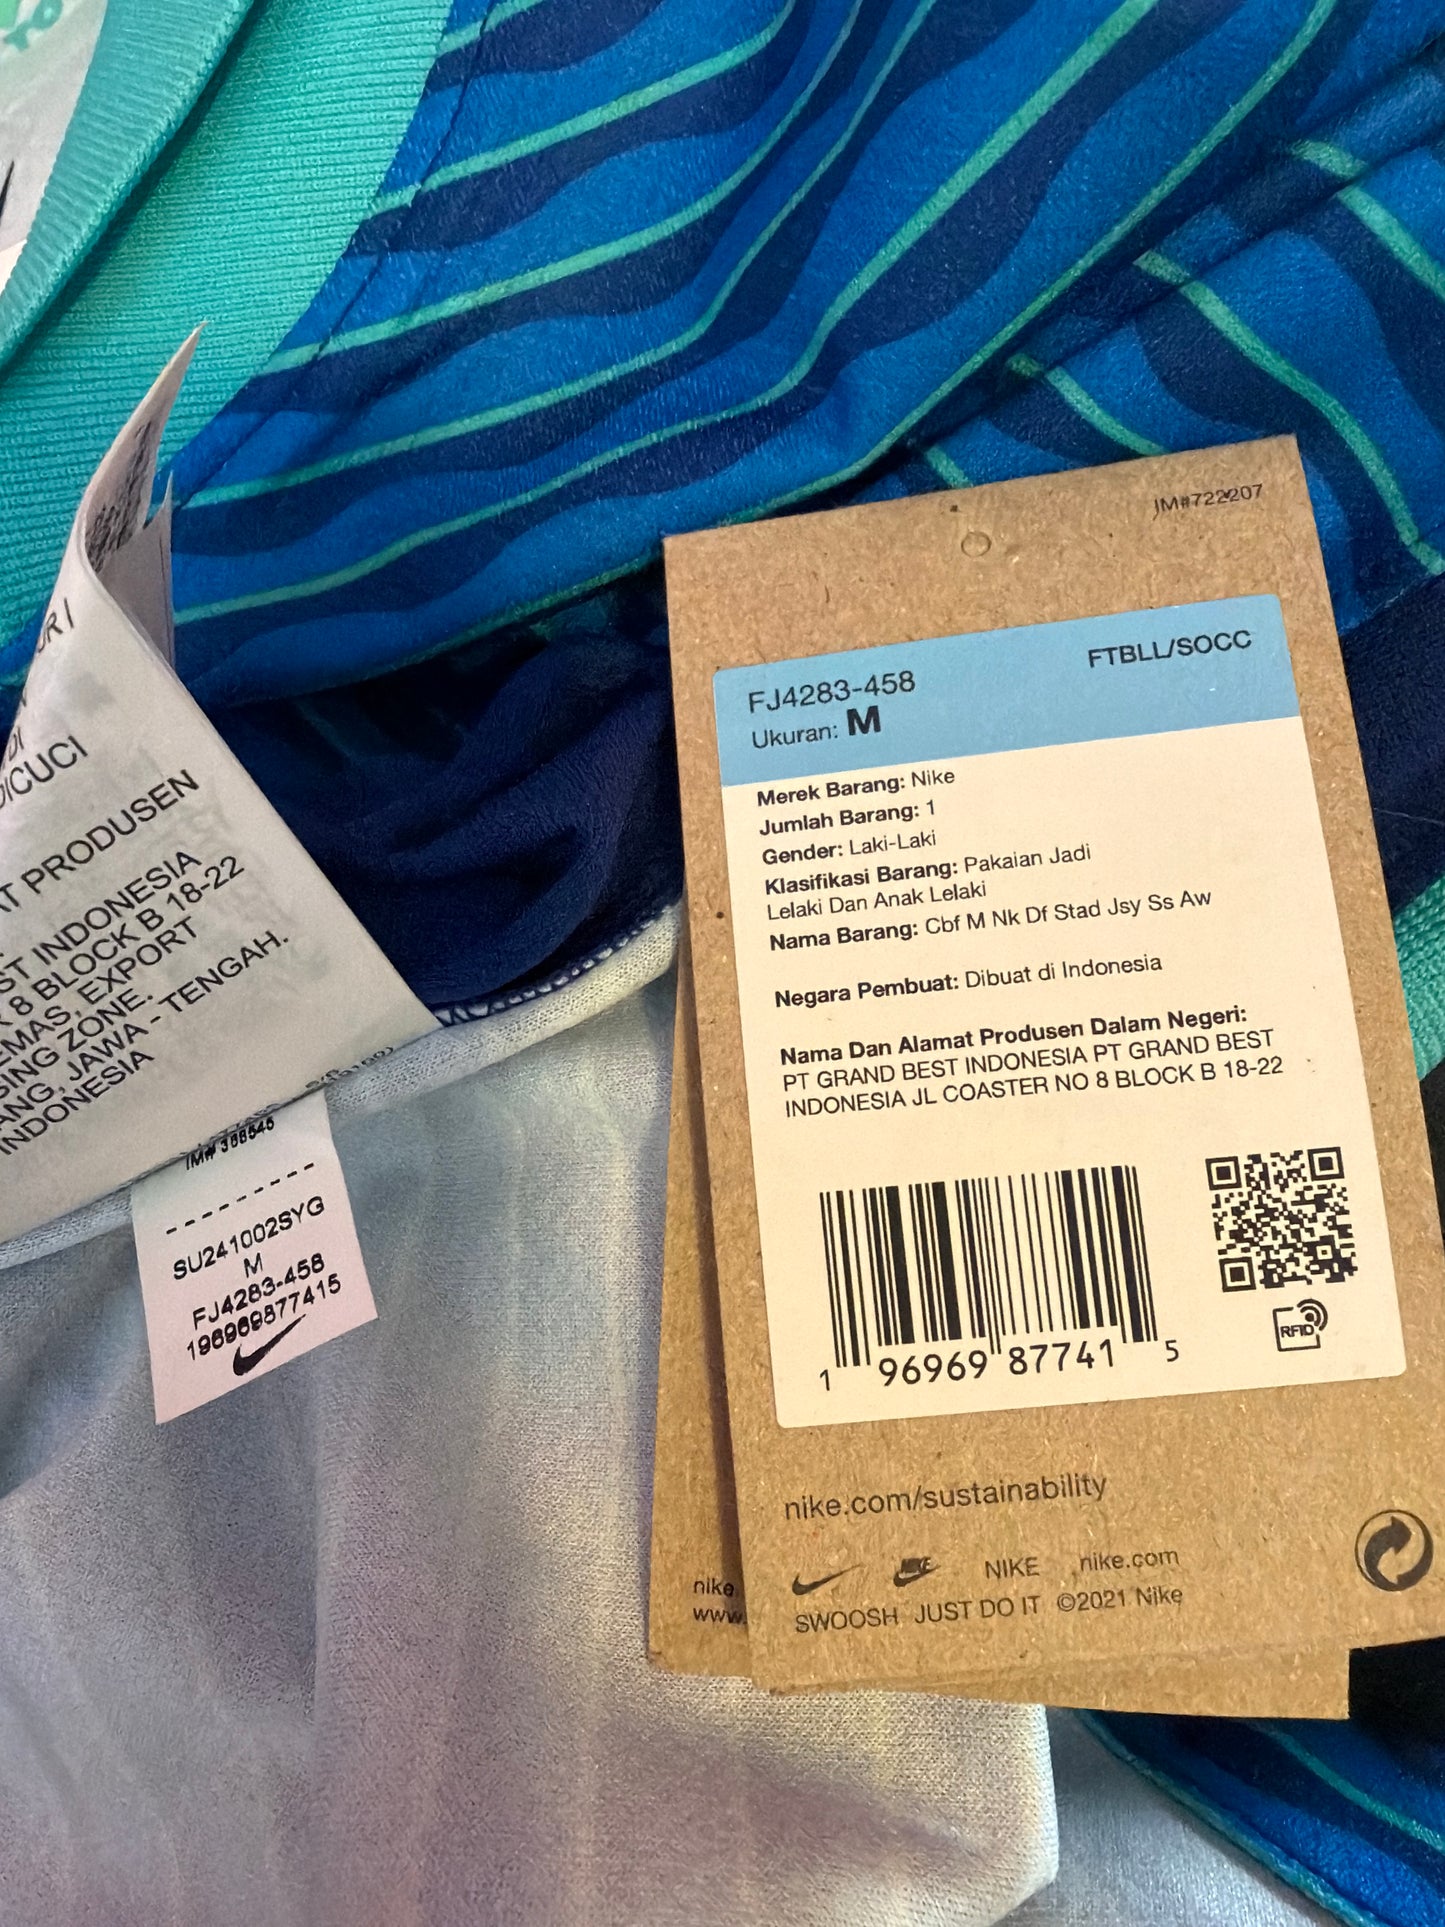 JM#722207
FJ4283-458
FTBLL/SOCC
Ukuran: M
Merek Barang: Nike
Jumlah Barang: 1
Gender: Laki-Laki
Klasifikasi Barang: Pakaian Jadi
Lelaki Dan Anak Lelaki
Nama Barang: Cbf M Nk Df Stad Jsy Ss Aw
Negara Pembuat: Dibuat di Indonesia
Nama Dan Alamat Produsen Dalam Negeri:
PT GRAND BEST INDONESIA PT GRAND BEST
INDONESIA JL COASTER NO 8 BLOCK B 18-22
1 96969 87741 5
RFID
nike.com/sustainability
NIKE nike.com
SWOOSH JUST DO IT ©2021 Nike
nike
www.
DICUCI
AT PRODUSEN
ST INDONESIA
8 BLOCK B 18-22
EMAS, EXPORT
SING ZONE.
ANG, JAWA - TENGAH.
INDONESIA
IM# 388545
SU241002SYG
M
FJ4283-458
196969877415